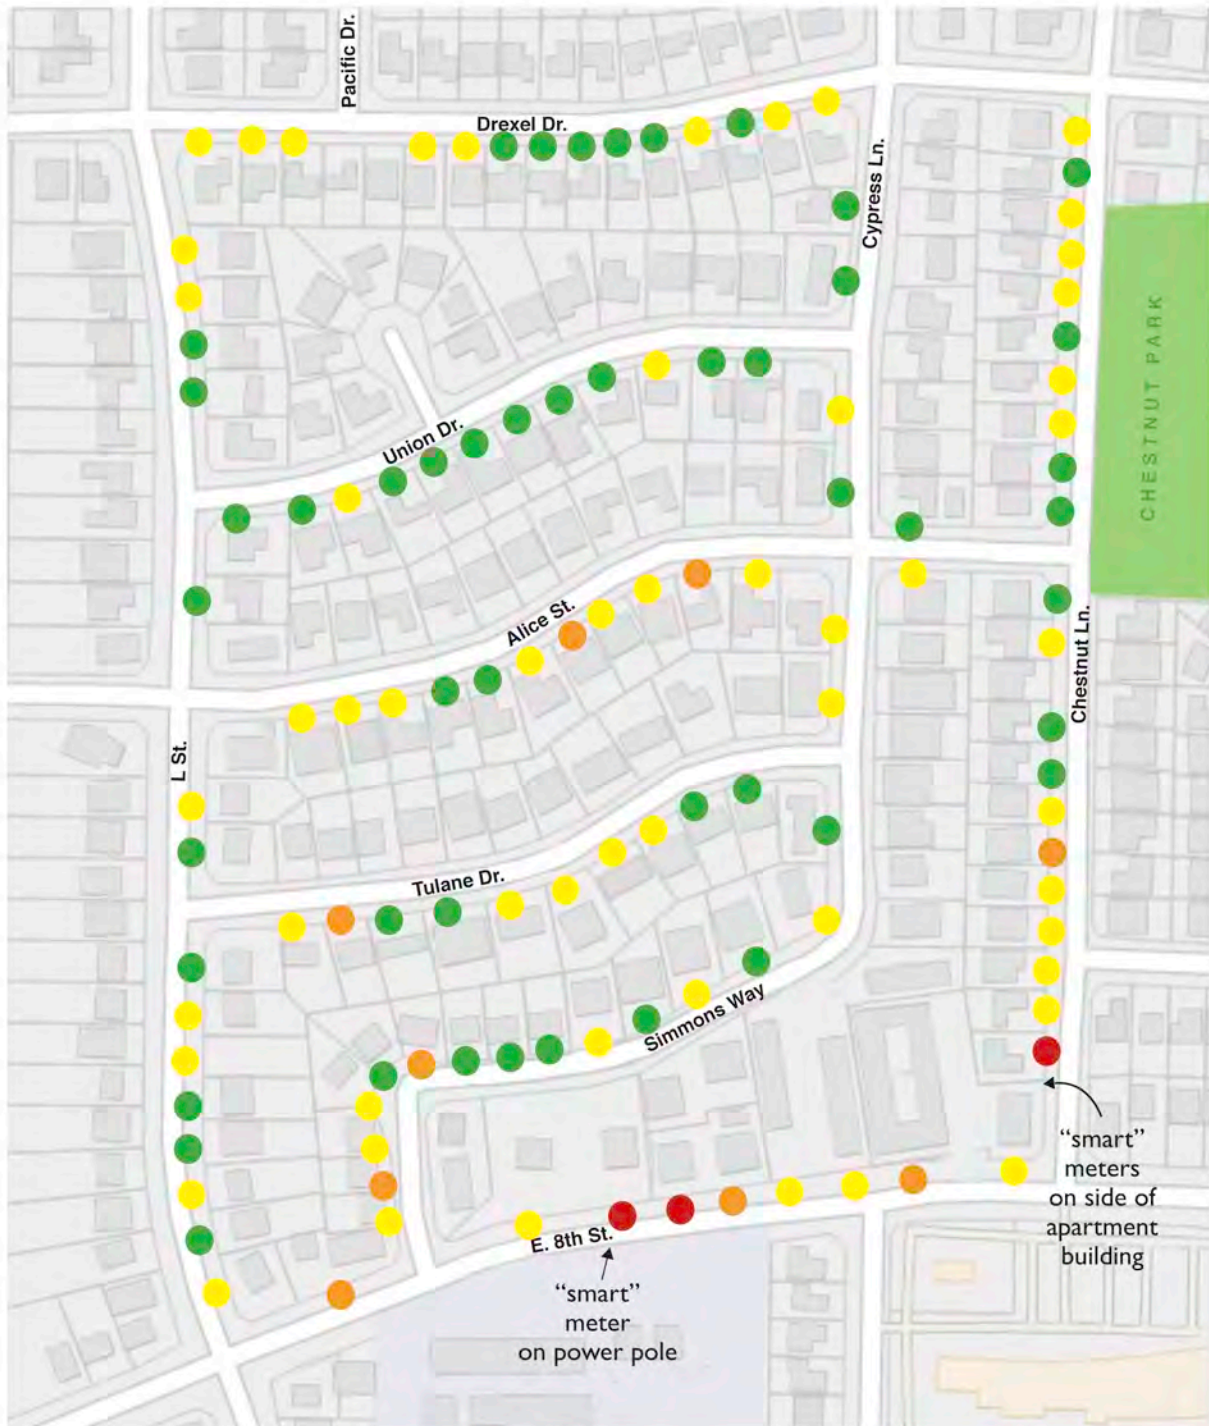 Pacific Dr.
Drexel Dr.
Cypress Ln.
CHESTNUT PARK
Union Dr.
Alice St.
Chestnut Ln.
L St.
Tulane Dr.
Simmons Way
“smart”
meters
on side of
apartment
building
E. 8th St.
“smart”
meter
on power pole